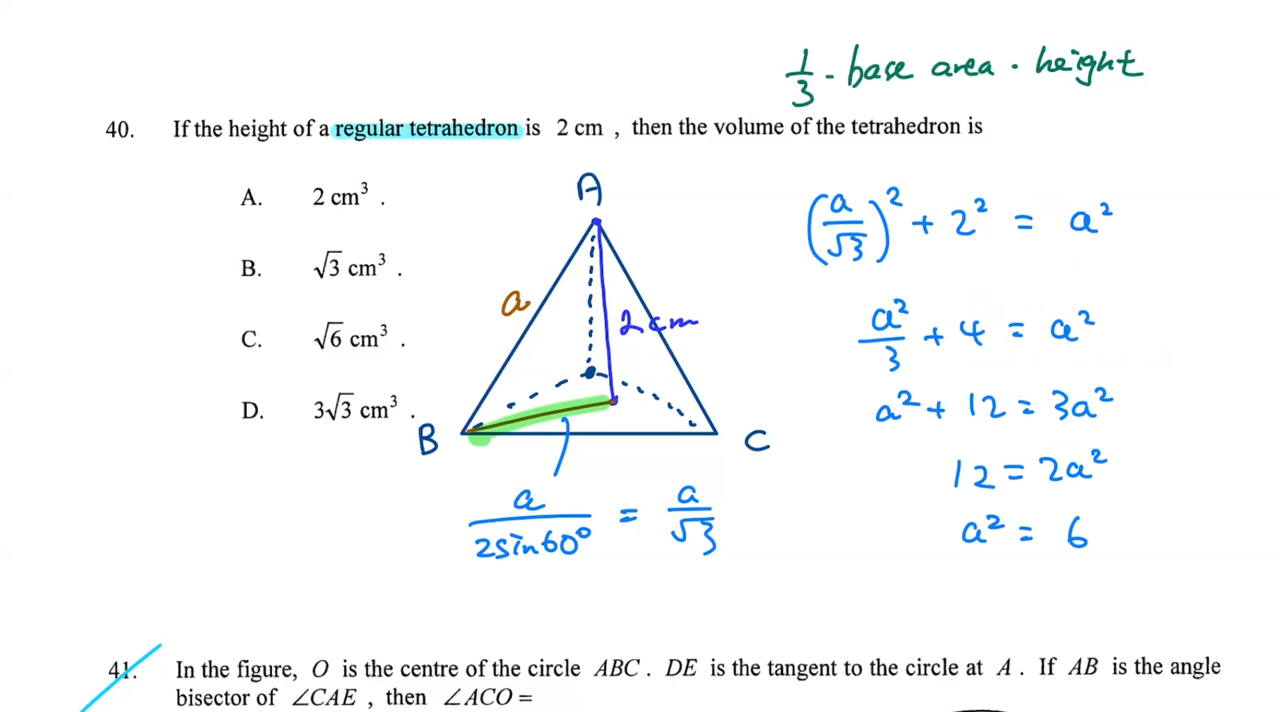 1/3 · base area · height
40. If the height of a regular tetrahedron is 2 cm , then the volume of the tetrahedron is
A. 2 cm³ .
B. √3 cm³ .
C. √6 cm³ .
D. 3√3 cm³ .
A
a
2 cm
B
C
a/(2sin60°) = a/√3
(a/√3)² + 2² = a²
a²/3 + 4 = a²
a² + 12 = 3a²
12 = 2a²
a² = 6
41. In the figure, O is the centre of the circle ABC . DE is the tangent to the circle at A . If AB is the angle
bisector of ∠CAE , then ∠ACO =